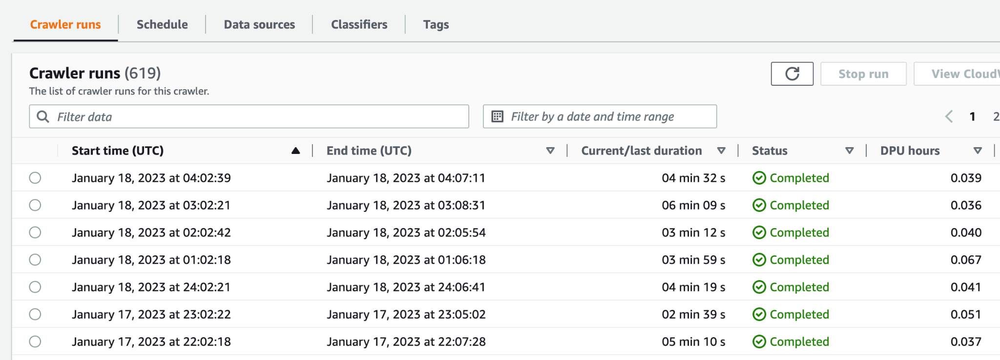 Crawler runs Schedule Data sources Classifiers Tags
Crawler runs (619)
Stop run
The list of crawler runs for this crawler.
Filter data Filter by a date and time range 1 2
Start time (UTC) End time (UTC) Current/last duration Status DPU hours
January 18, 2023 at 04:02:39 January 18, 2023 at 04:07:11 04 min 32 s Completed 0.039
January 18, 2023 at 03:02:21 January 18, 2023 at 03:08:31 06 min 09 s Completed 0.036
January 18, 2023 at 02:02:42 January 18, 2023 at 02:05:54 03 min 12 s Completed 0.040
January 18, 2023 at 01:02:18 January 18, 2023 at 01:06:18 03 min 59 s Completed 0.067
January 18, 2023 at 24:02:21 January 18, 2023 at 24:06:41 04 min 19 s Completed 0.041
January 17, 2023 at 23:02:22 January 17, 2023 at 23:05:02 02 min 39 s Completed 0.051
January 17, 2023 at 22:02:18 January 17, 2023 at 22:07:28 05 min 10 s Completed 0.037